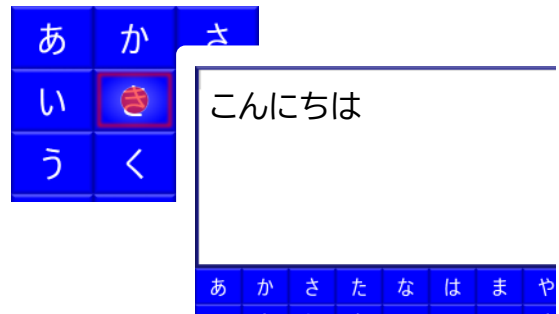 あ か さ
い き
う く
こんにちは
あ か さ た な は ま や